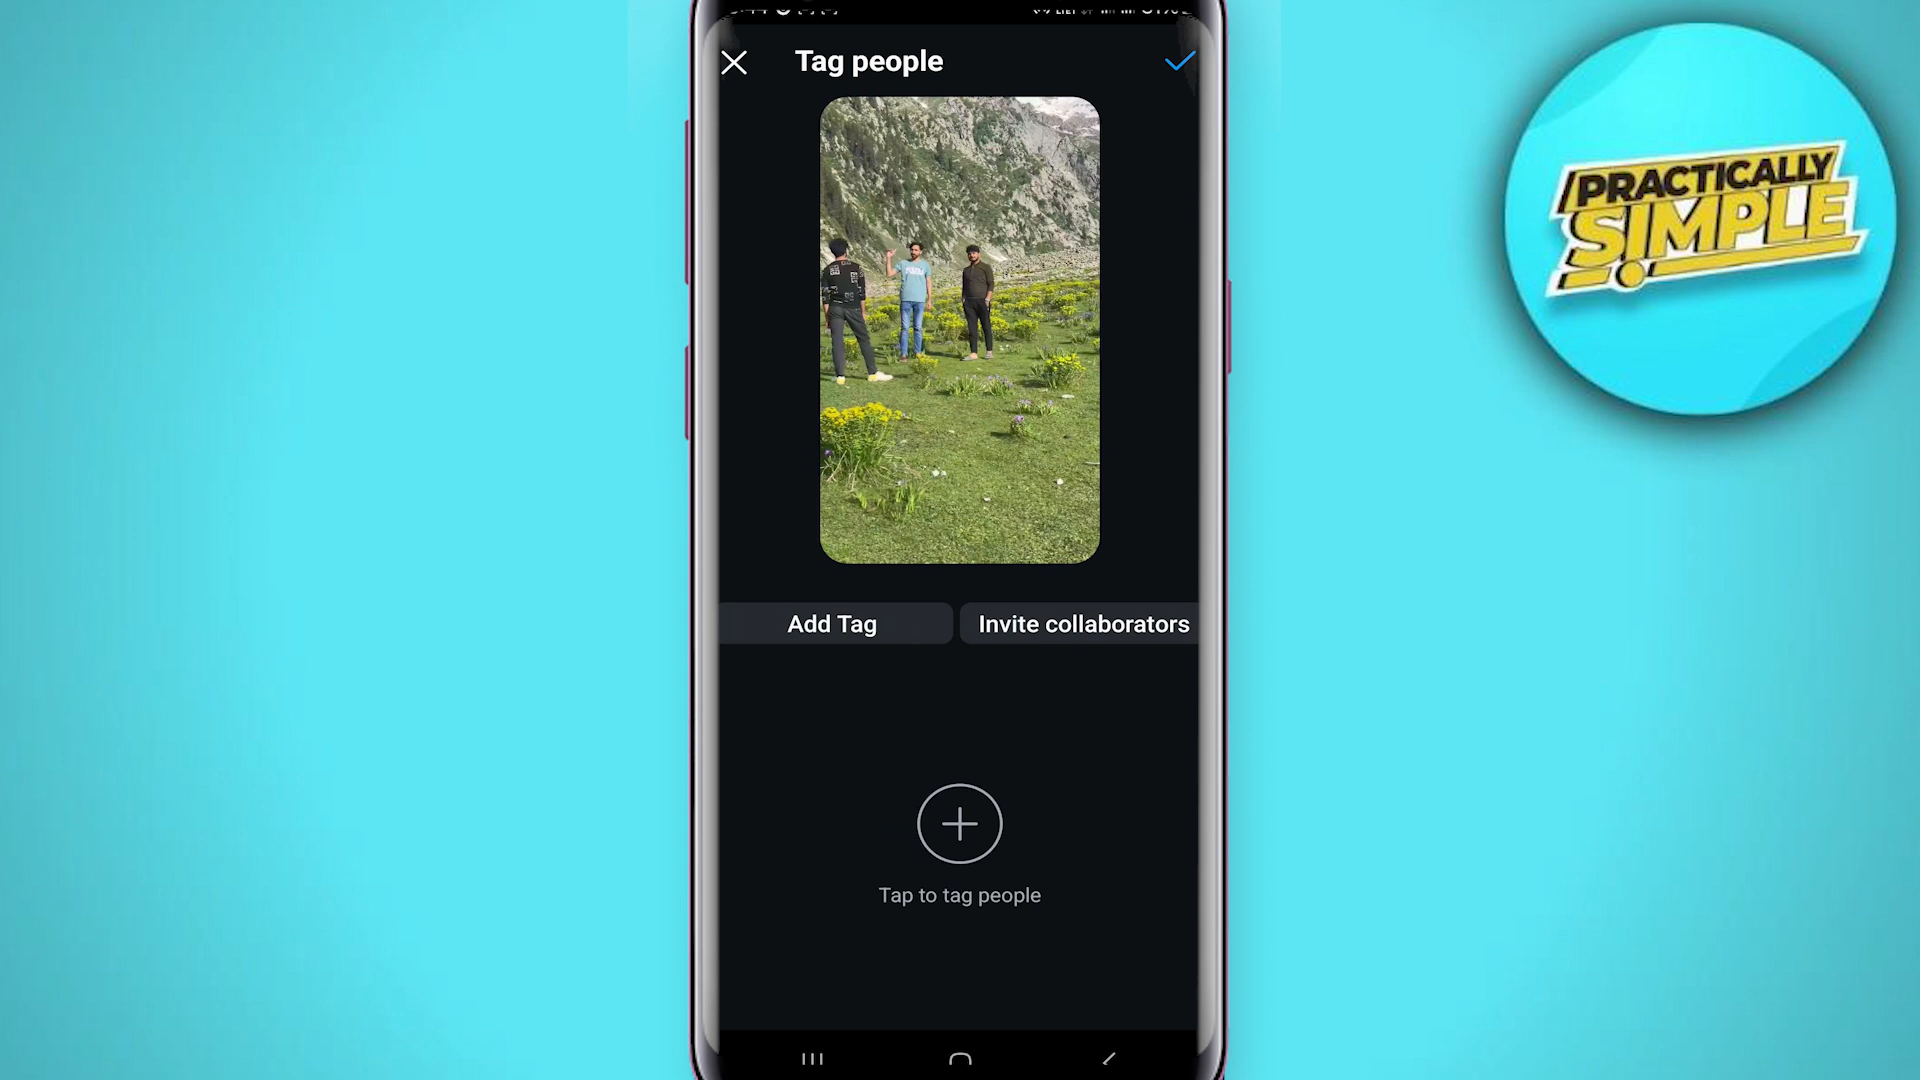 Tag people
PRACTICALLY
SIMPLE
Add Tag
Invite collaborators
Tap to tag people